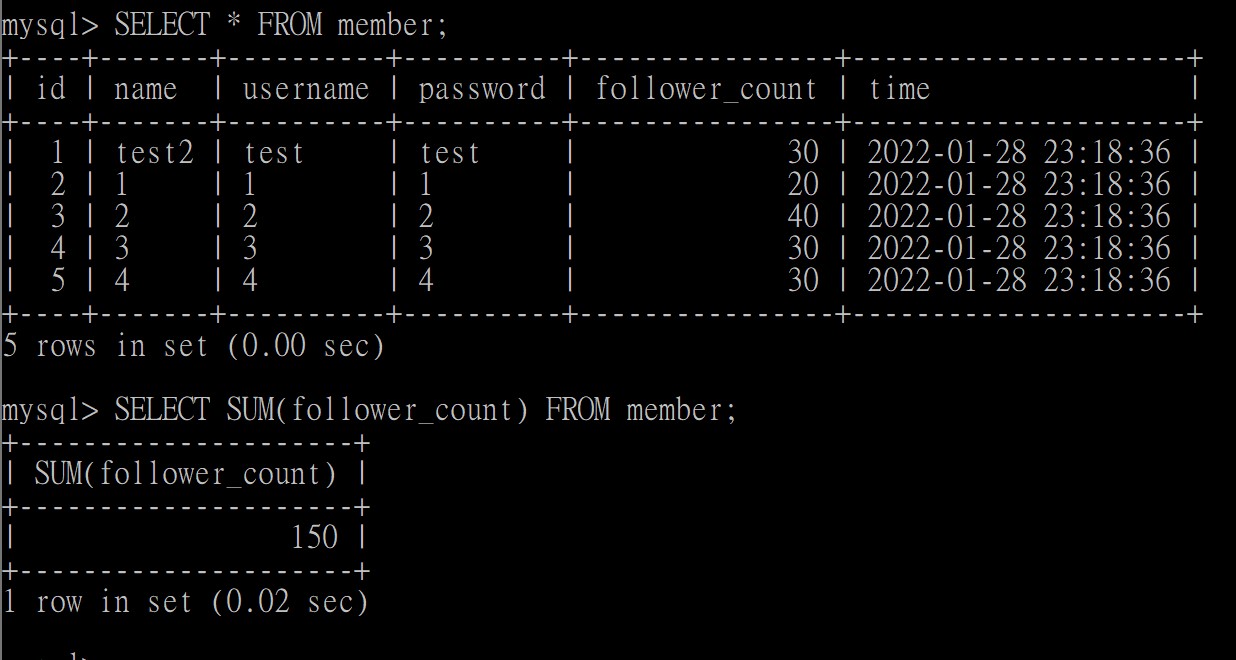 mysql> SELECT * FROM member;
+----+-------+----------+----------+----------------+---------------------+
| id | name  | username | password | follower_count | time                |
+----+-------+----------+----------+----------------+---------------------+
|  1 | test2 | test     | test     |             30 | 2022-01-28 23:18:36 |
|  2 | 1     | 1        | 1        |             20 | 2022-01-28 23:18:36 |
|  3 | 2     | 2        | 2        |             40 | 2022-01-28 23:18:36 |
|  4 | 3     | 3        | 3        |             30 | 2022-01-28 23:18:36 |
|  5 | 4     | 4        | 4        |             30 | 2022-01-28 23:18:36 |
+----+-------+----------+----------+----------------+---------------------+
5 rows in set (0.00 sec)
mysql> SELECT SUM(follower_count) FROM member;
+---------------------+
| SUM(follower_count) |
+---------------------+
|                 150 |
+---------------------+
1 row in set (0.02 sec)